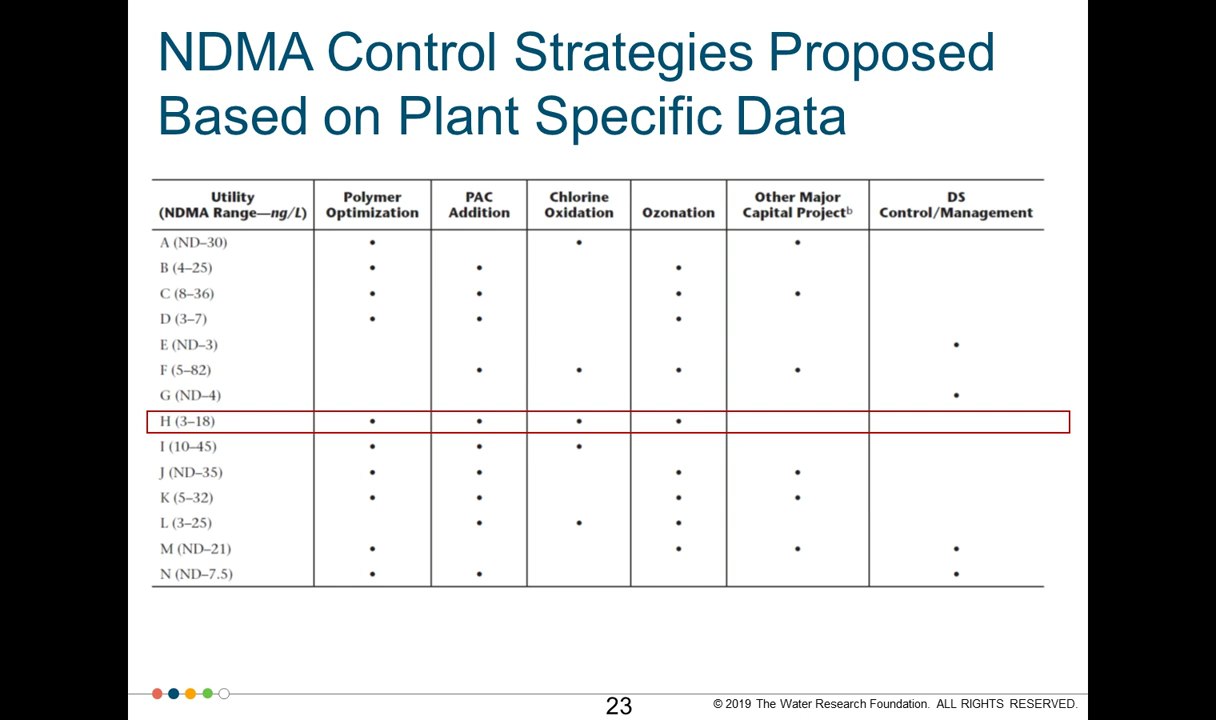 NDMA Control Strategies Proposed
Based on Plant Specific Data
Utility (NDMA Range—ng/L) Polymer Optimization PAC Addition Chlorine Oxidation Ozonation Other Major Capital Projectᵇ DS Control/Management
A (ND–30) • • •
B (4–25) • • •
C (8–36) • • • •
D (3–7) • • •
E (ND–3) •
F (5–82) • • • •
G (ND–4) •
H (3–18) • • • •
I (10–45) • • •
J (ND–35) • • • •
K (5–32) • • • •
L (3–25) • • •
M (ND–21) • • • •
N (ND–7.5) • • •
23
© 2019 The Water Research Foundation. ALL RIGHTS RESERVED.